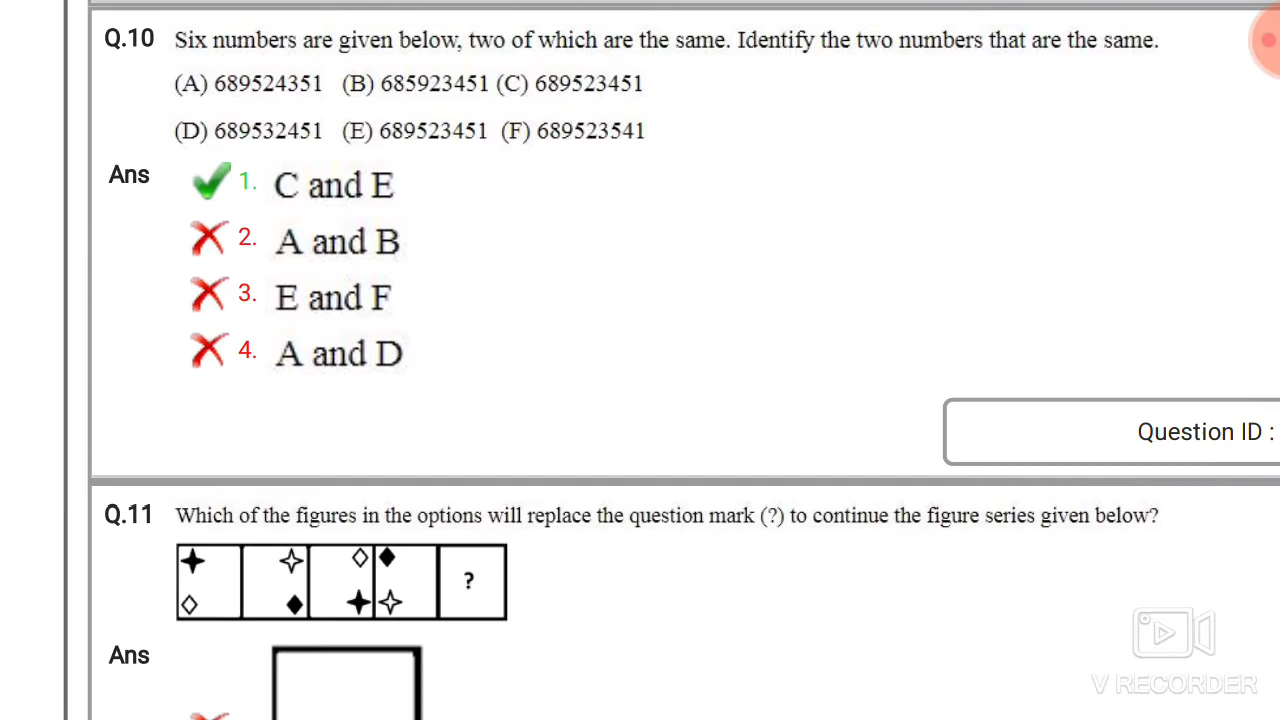 Q.10 Six numbers are given below, two of which are the same. Identify the two numbers that are the same.
(A) 689524351 (B) 685923451 (C) 689523451
(D) 689532451 (E) 689523451 (F) 689523541
Ans 1. C and E
2. A and B
3. E and F
4. A and D
Question ID :
Q.11 Which of the figures in the options will replace the question mark (?) to continue the figure series given below?
?
Ans
V RECORDER